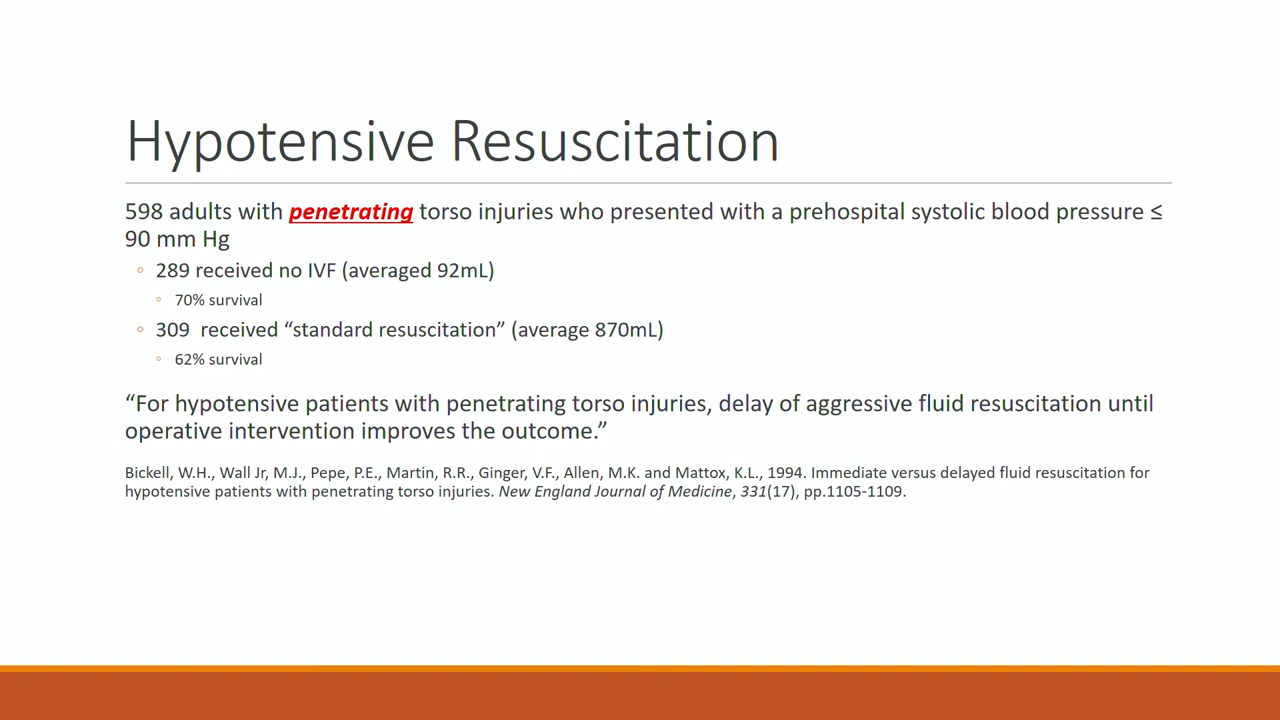 Hypotensive Resuscitation
598 adults with penetrating torso injuries who presented with a prehospital systolic blood pressure ≤
90 mm Hg
◦ 289 received no IVF (averaged 92mL)
◦ 70% survival
◦ 309  received “standard resuscitation” (average 870mL)
◦ 62% survival
“For hypotensive patients with penetrating torso injuries, delay of aggressive fluid resuscitation until
operative intervention improves the outcome.”
Bickell, W.H., Wall Jr, M.J., Pepe, P.E., Martin, R.R., Ginger, V.F., Allen, M.K. and Mattox, K.L., 1994. Immediate versus delayed fluid resuscitation for
hypotensive patients with penetrating torso injuries. New England Journal of Medicine, 331(17), pp.1105-1109.